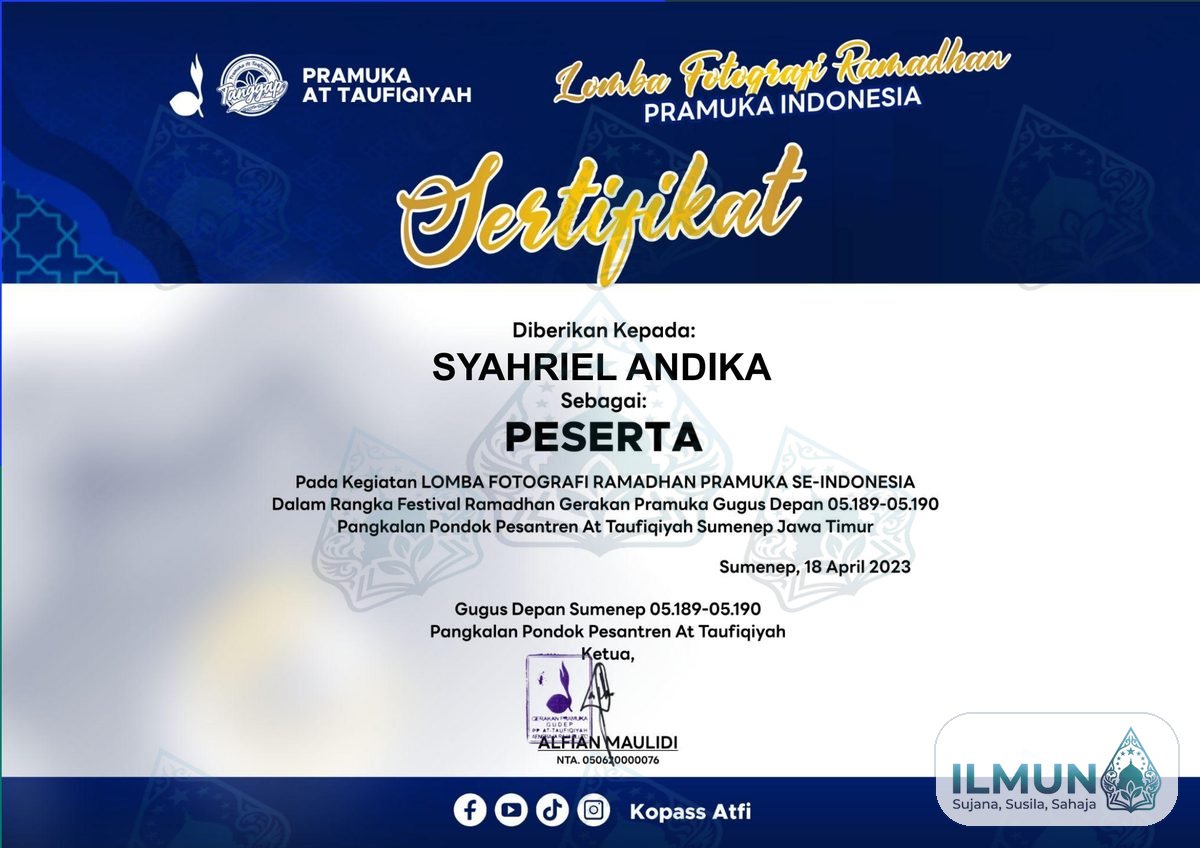 PRAMUKA
AT TAUFIQIYAH
Tanggap
Lomba Fotografi Ramadhan
PRAMUKA INDONESIA
Sertifikat
Diberikan Kepada:
SYAHRIEL ANDIKA
Sebagai:
PESERTA
Pada Kegiatan LOMBA FOTOGRAFI RAMADHAN PRAMUKA SE-INDONESIA
Dalam Rangka Festival Ramadhan Gerakan Pramuka Gugus Depan 05.189-05.190
Pangkalan Pondok Pesantren At Taufiqiyah Sumenep Jawa Timur
Sumenep, 18 April 2023
Gugus Depan Sumenep 05.189-05.190
Pangkalan Pondok Pesantren At Taufiqiyah
Ketua,
GERAKAN PRAMUKA
GUDEP
PP AT-TAUFIQIYAH
ALFIAN MAULIDI
NTA. 050620000076
Kopass Atfi
ILMUN
Sujana, Susila, Sahaja